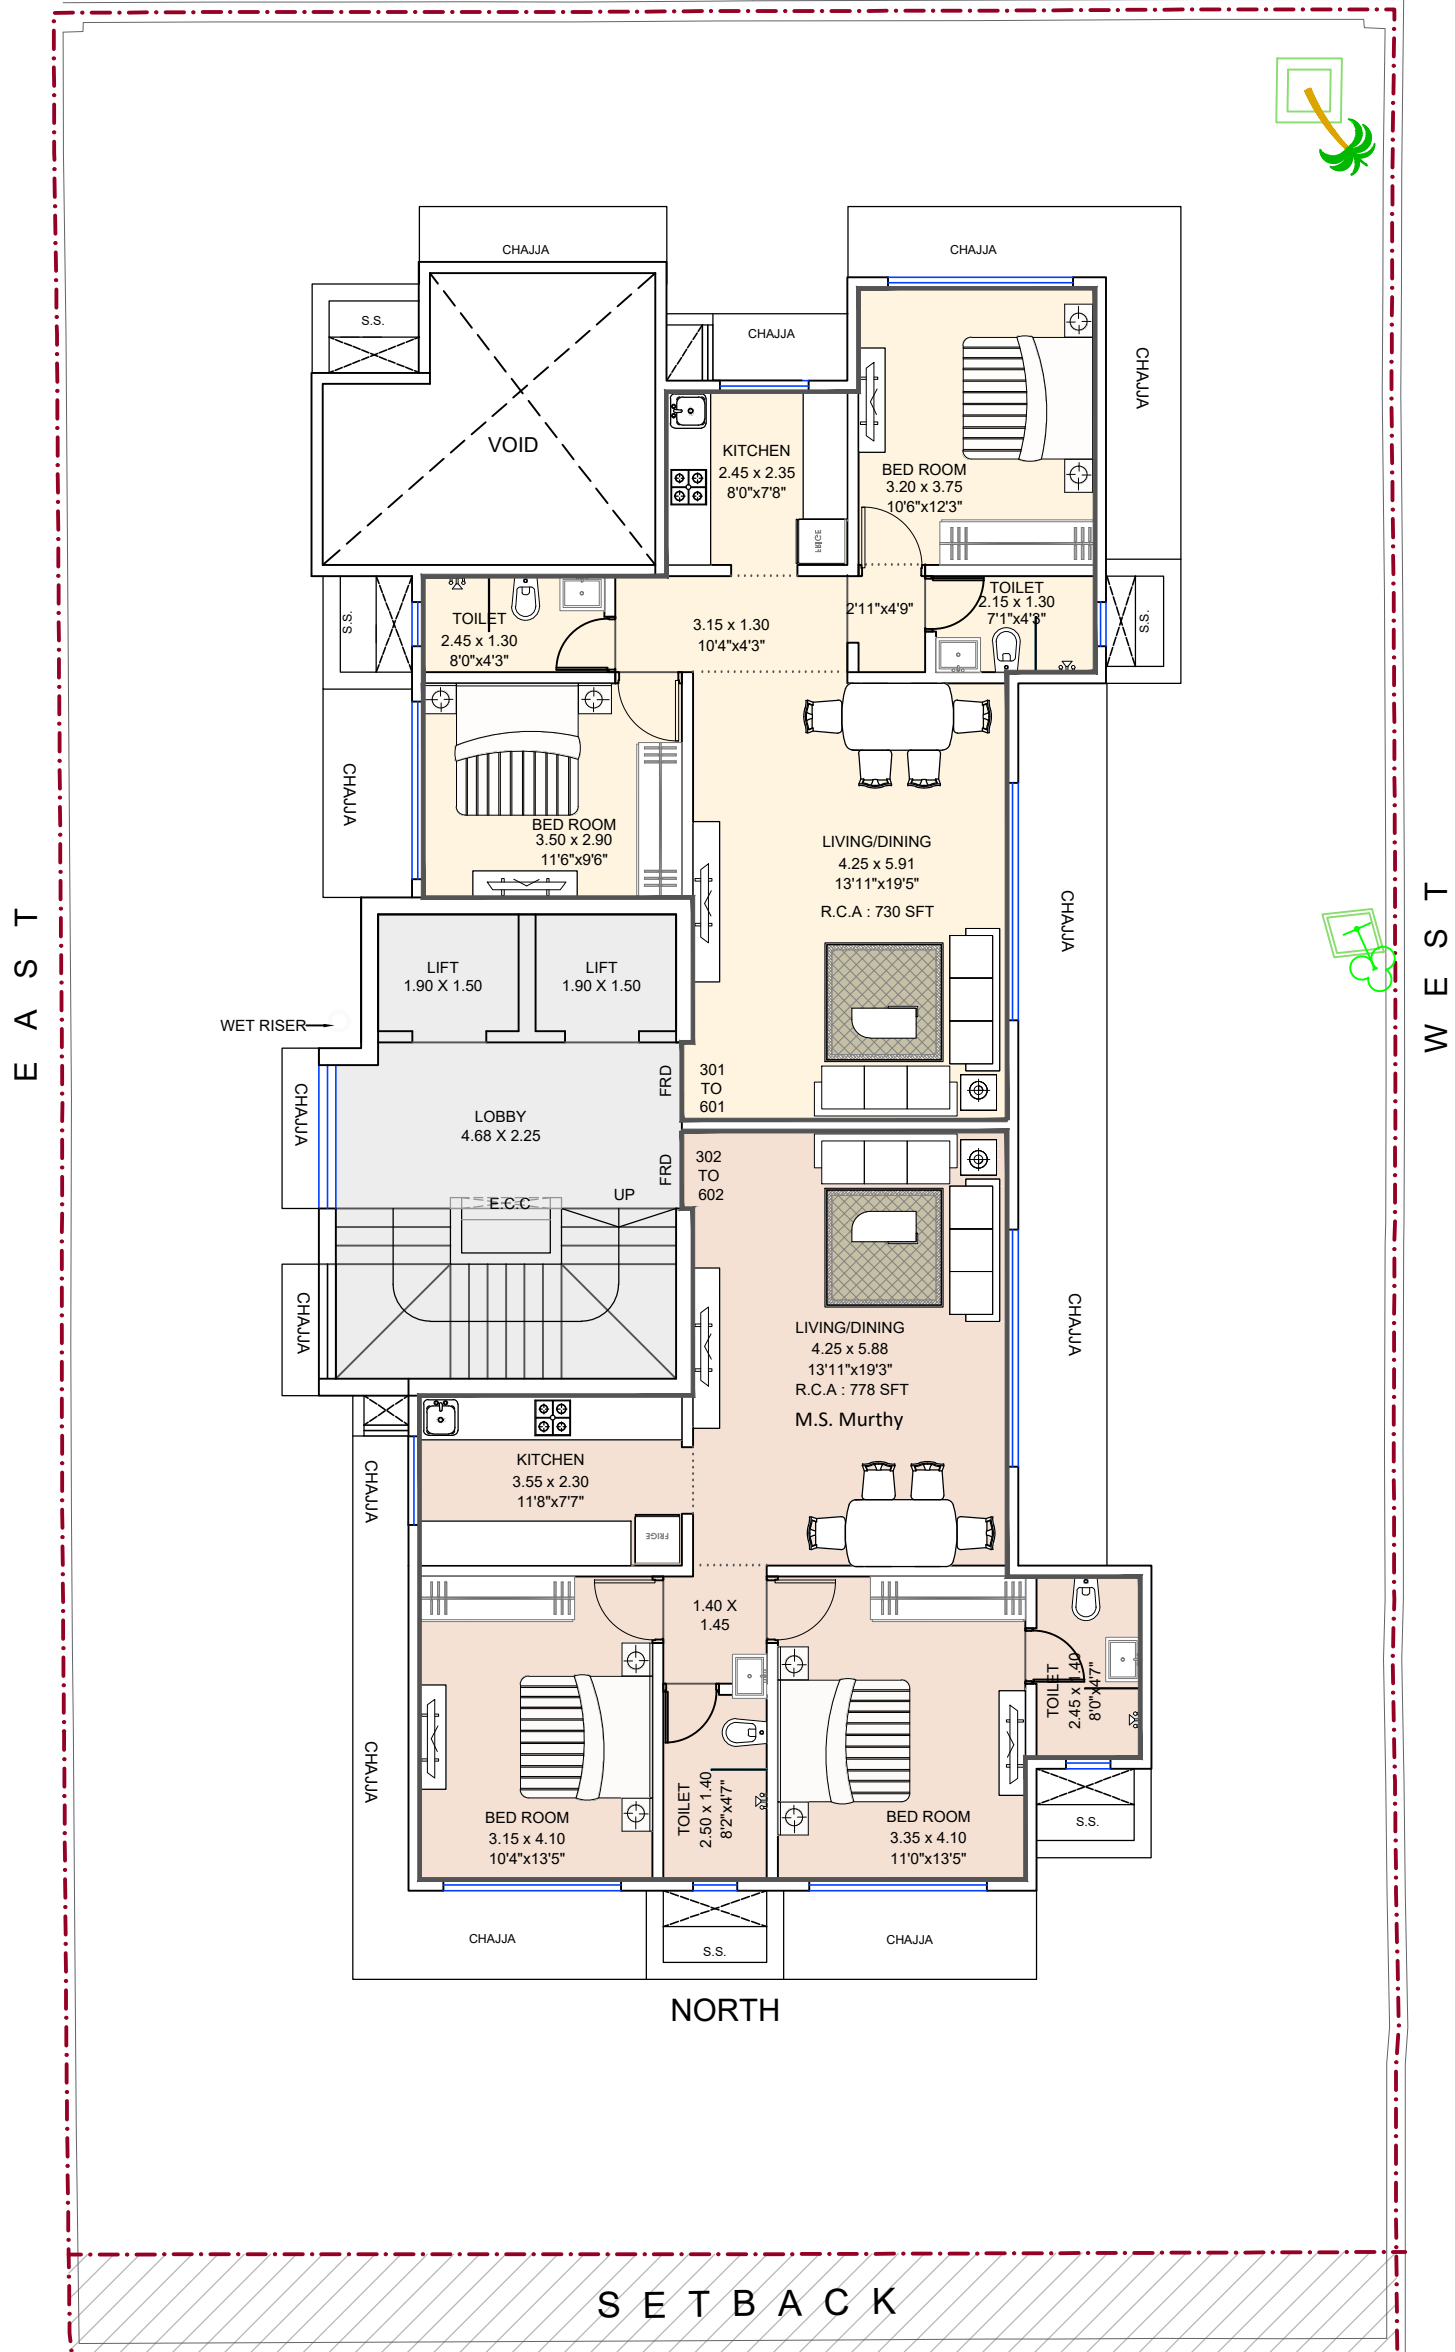 CHAJJA
CHAJJA
S.S.
CHAJJA
CHAJJA
VOID
KITCHEN
2.45 x 2.35
8'0"x7'8"
FRIGE
BED ROOM
3.20 x 3.75
10'6"x12'3"
S.S.
TOILET
2.45 x 1.30
8'0"x4'3"
3.15 x 1.30
10'4"x4'3"
2'11"x4'9"
TOILET
2.15 x 1.30
7'1"x4'3"
S.S.
CHAJJA
BED ROOM
3.50 x 2.90
11'6"x9'6"
LIVING/DINING
4.25 x 5.91
13'11"x19'5"
R.C.A : 730 SFT
CHAJJA
EAST
WEST
LIFT
1.90 X 1.50
LIFT
1.90 X 1.50
WET RISER
CHAJJA
LOBBY
4.68 X 2.25
FRD
301
TO
601
FRD
302
TO
602
E.C.C
UP
CHAJJA
CHAJJA
LIVING/DINING
4.25 x 5.88
13'11"x19'3"
R.C.A : 778 SFT
M.S. Murthy
CHAJJA
KITCHEN
3.55 x 2.30
11'8"x7'7"
FRIGE
1.40 X
1.45
TOILET
2.45 x 1.40
8'0"x4'7"
CHAJJA
BED ROOM
3.15 x 4.10
10'4"x13'5"
TOILET
2.50 x 1.40
8'2"x4'7"
BED ROOM
3.35 x 4.10
11'0"x13'5"
S.S.
CHAJJA
S.S.
CHAJJA
NORTH
SETBACK